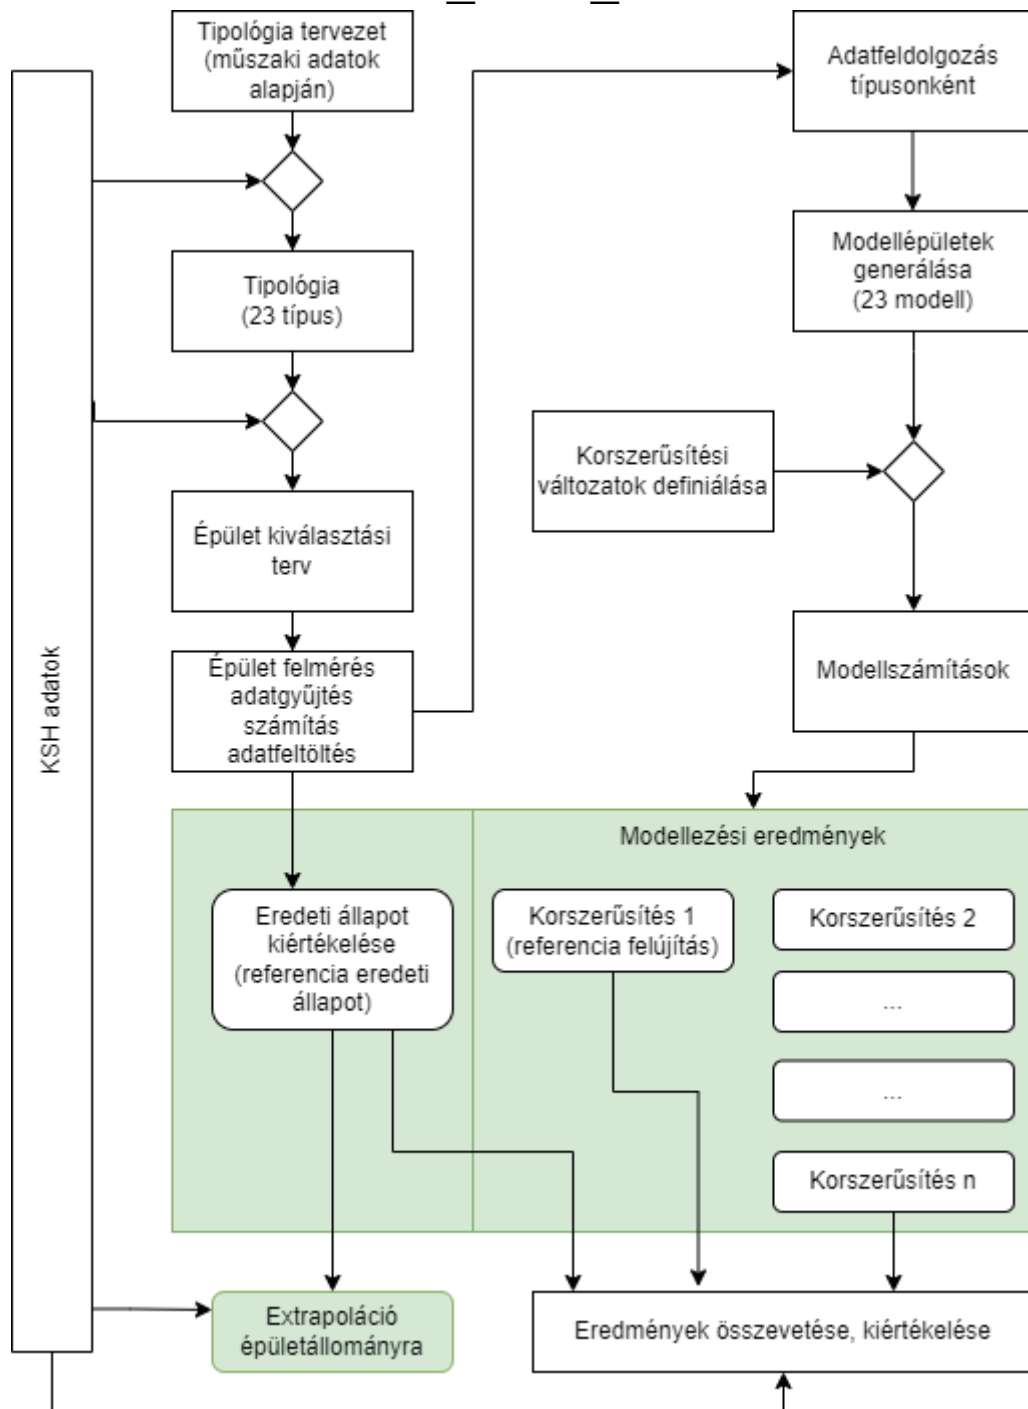 Tipológia tervezet
(műszaki adatok
alapján)
Adatfeldolgozás
típusonként
Tipológia
(23 típus)
Modellépületek
generálása
(23 modell)
Korszerűsítési
változatok definiálása
Épület kiválasztási
terv
KSH adatok
Épület felmérés
adatgyűjtés
számítás
adatfeltöltés
Modellszámítások
Modellezési eredmények
Eredeti állapot
kiértékelése
(referencia eredeti
állapot)
Korszerűsítés 1
(referencia felújítás)
Korszerűsítés 2
...
...
Korszerűsítés n
Extrapoláció
épületállományra
Eredmények összevetése, kiértékelése